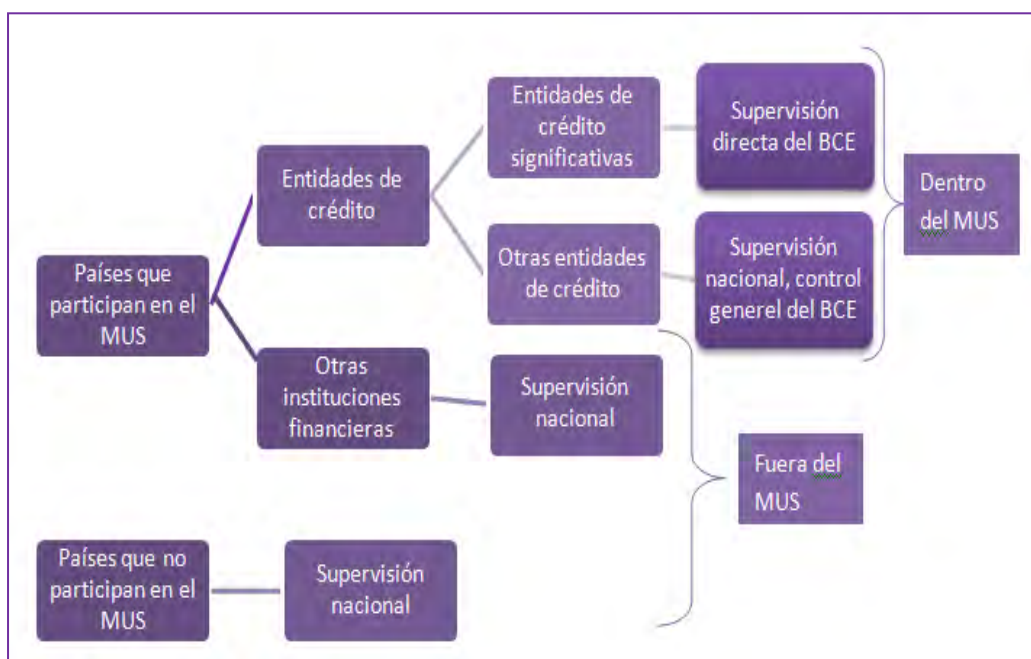 Países que
participan en el
MUS
Entidades de
crédito
Entidades de
crédito
significativas
Supervisión
directa del BCE
Otras entidades
de crédito
Supervisión
nacional, control
generel del BCE
Dentro
del MUS
Otras
instituciones
financieras
Supervisión
nacional
Fuera del
MUS
Países que no
participan en el
MUS
Supervisión
nacional